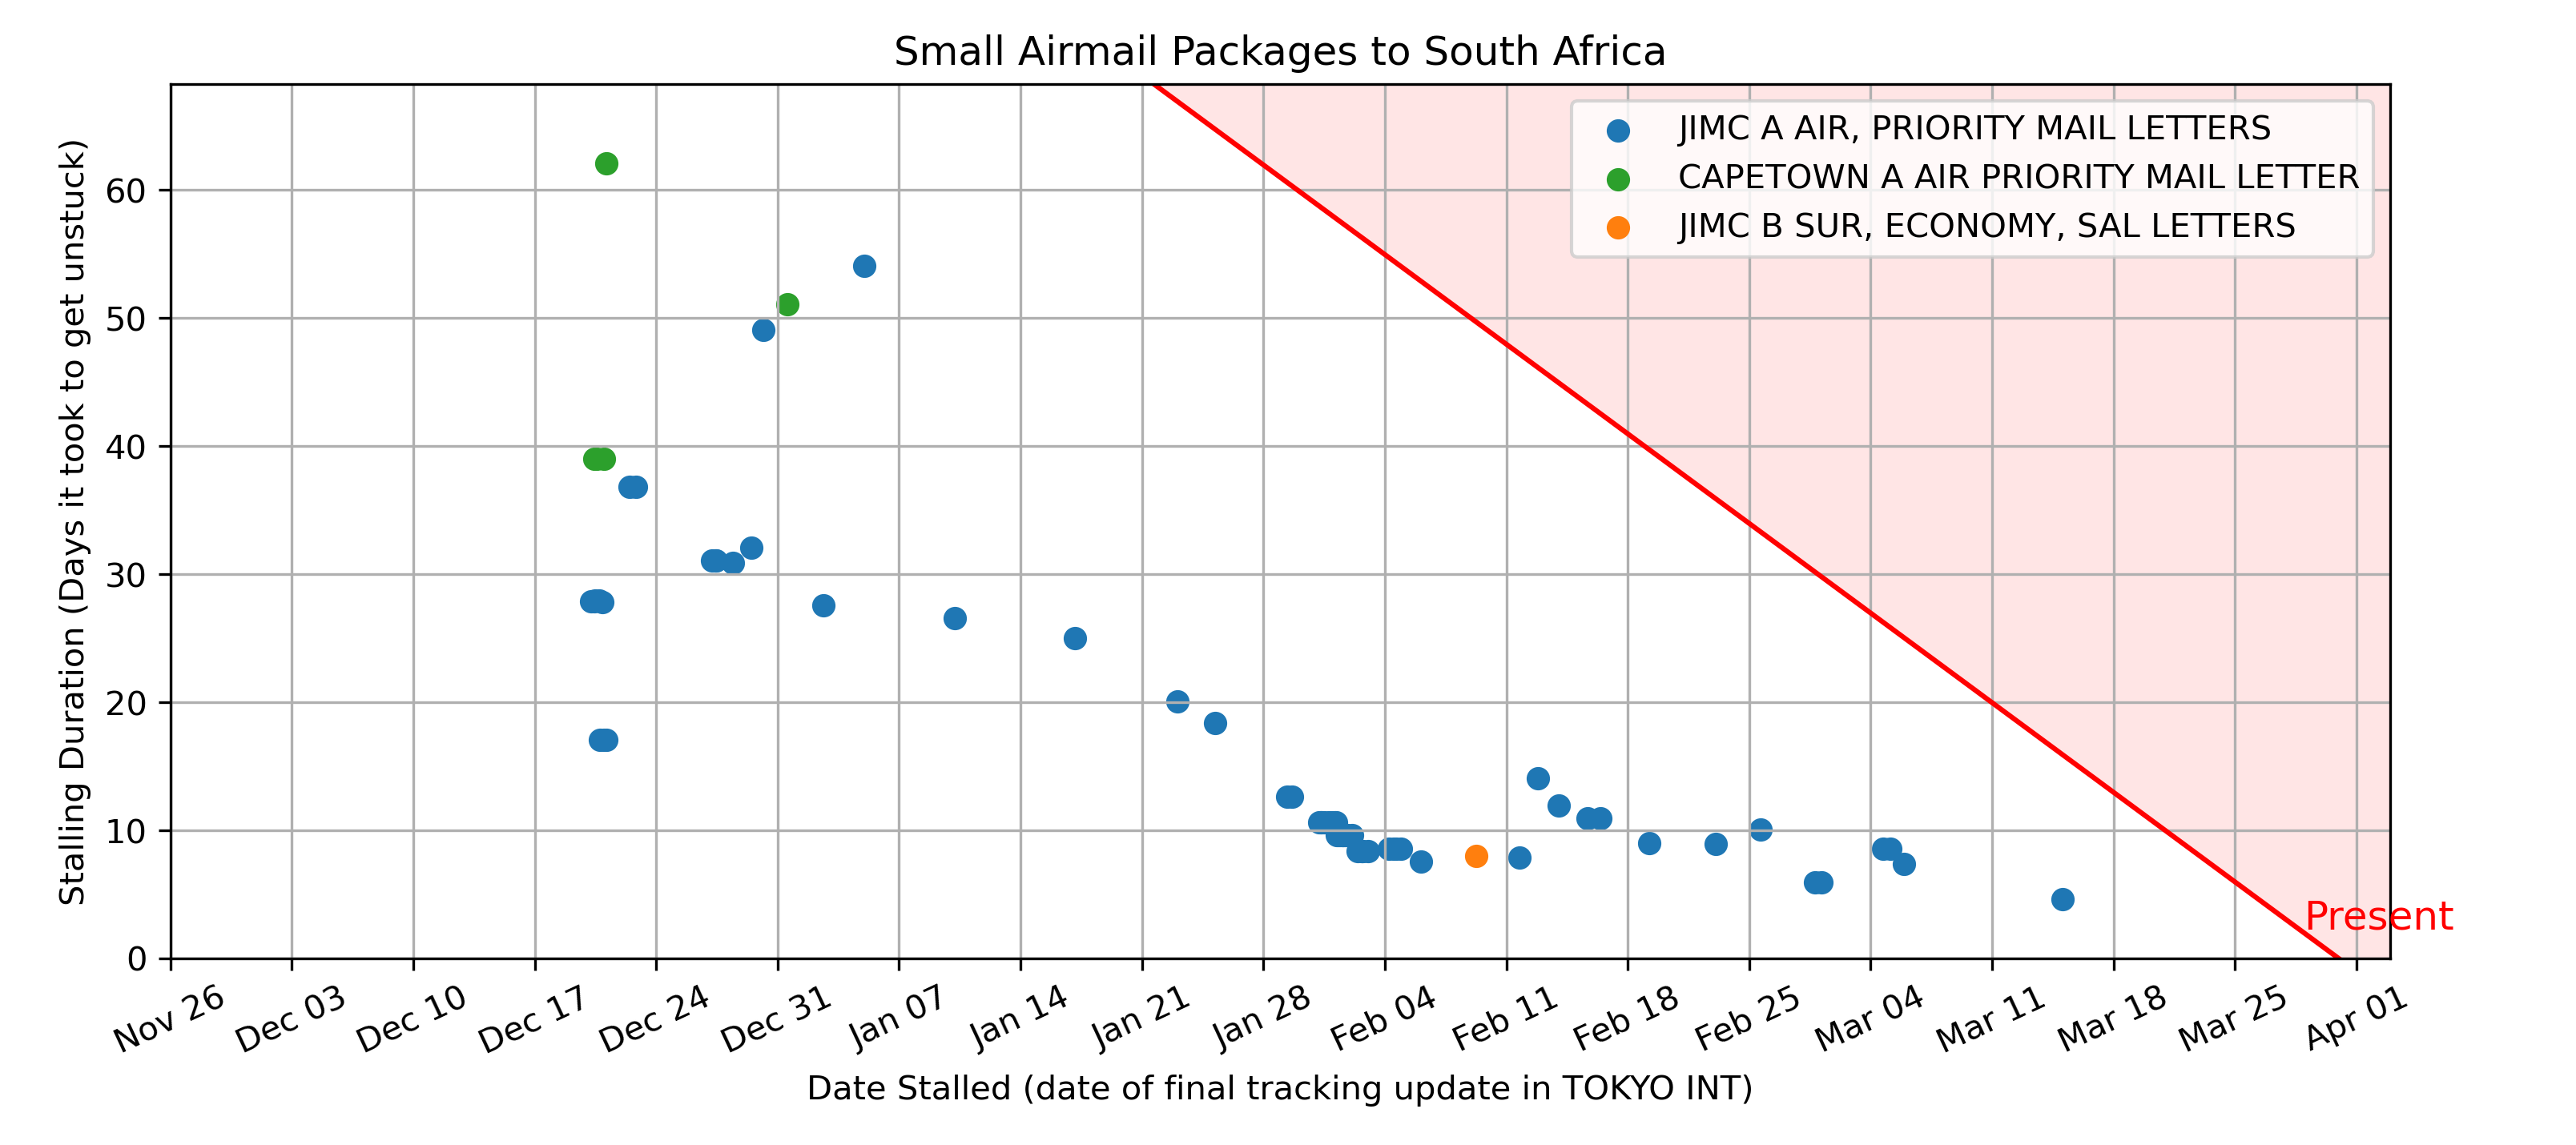 Small Airmail Packages to South Africa
JIMC A AIR, PRIORITY MAIL LETTERS
CAPETOWN A AIR PRIORITY MAIL LETTER
JIMC B SUR, ECONOMY, SAL LETTERS
Stalling Duration (Days it took to get unstuck)
60
50
40
30
20
10
0
Present
Nov 26
Dec 03
Dec 10
Dec 17
Dec 24
Dec 31
Jan 07
Jan 14
Jan 21
Jan 28
Feb 04
Feb 11
Feb 18
Feb 25
Mar 04
Mar 11
Mar 18
Mar 25
Apr 01
Date Stalled (date of final tracking update in TOKYO INT)